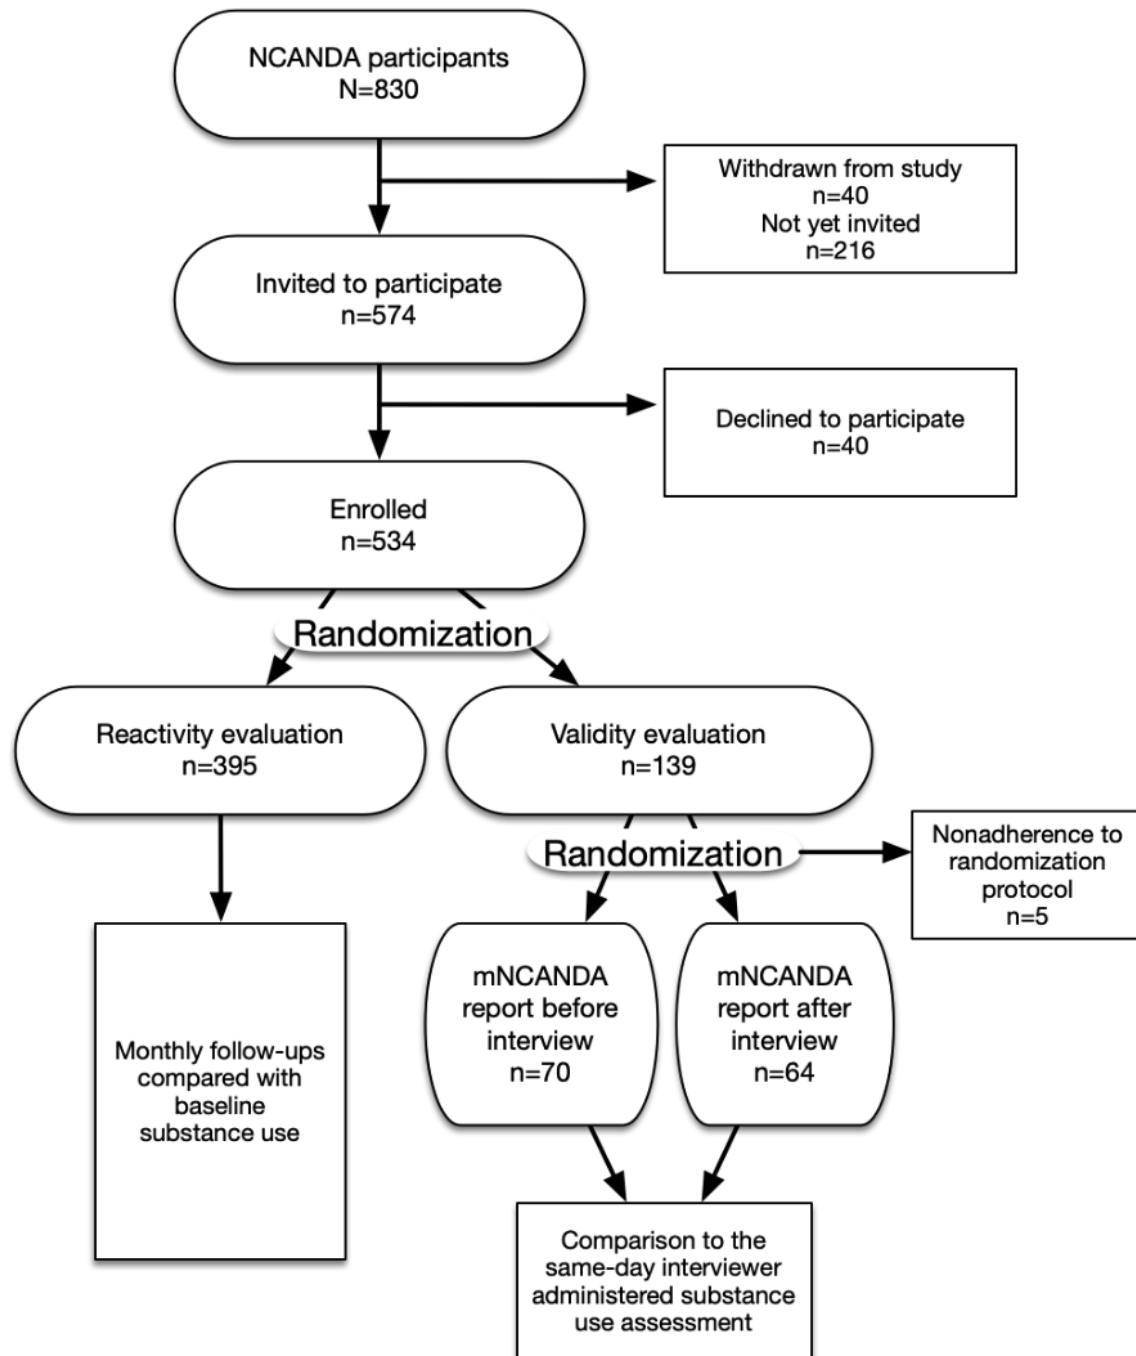 NCANDA participants
N=830
Withdrawn from study
n=40
Not yet invited
n=216
Invited to participate
n=574
Declined to participate
n=40
Enrolled
n=534
Randomization
Reactivity evaluation
n=395
Validity evaluation
n=139
Randomization
Nonadherence to
randomization
protocol
n=5
mNCANDA
report before
interview
n=70
mNCANDA
report after
interview
n=64
Monthly follow-ups
compared with
baseline
substance use
Comparison to the
same-day interviewer
administered substance
use assessment